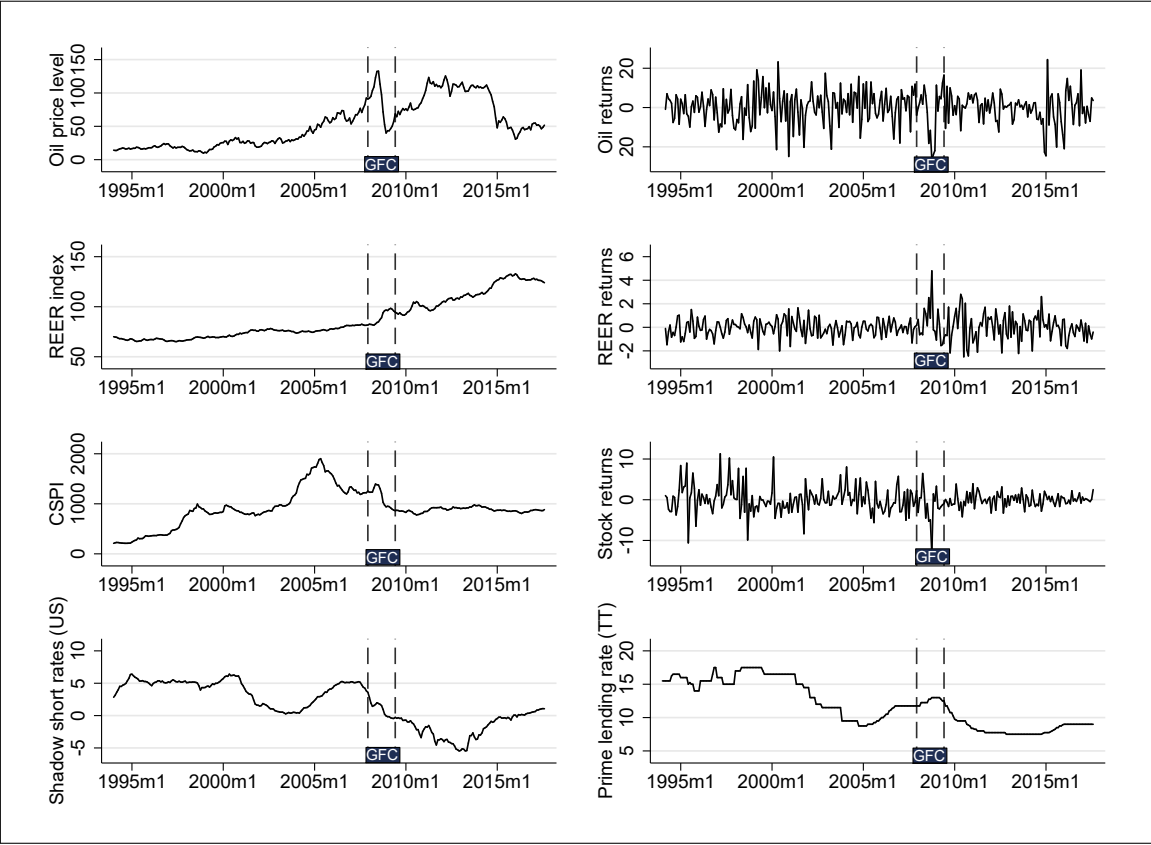 Oil price level
0 50 100 150
GFC
1995m1 2000m1 2005m1 2010m1 2015m1
Oil returns
20 0 20
GFC
1995m1 2000m1 2005m1 2010m1 2015m1
REER index
50 100 150
GFC
1995m1 2000m1 2005m1 2010m1 2015m1
REER returns
-2 0 2 4 6
GFC
1995m1 2000m1 2005m1 2010m1 2015m1
CSPI
0 1000 2000
GFC
1995m1 2000m1 2005m1 2010m1 2015m1
Stock returns
-10 0 10
GFC
1995m1 2000m1 2005m1 2010m1 2015m1
Shadow short rates (US)
-5 0 5 10
GFC
1995m1 2000m1 2005m1 2010m1 2015m1
Prime lending rate (TT)
5 10 15 20
GFC
1995m1 2000m1 2005m1 2010m1 2015m1